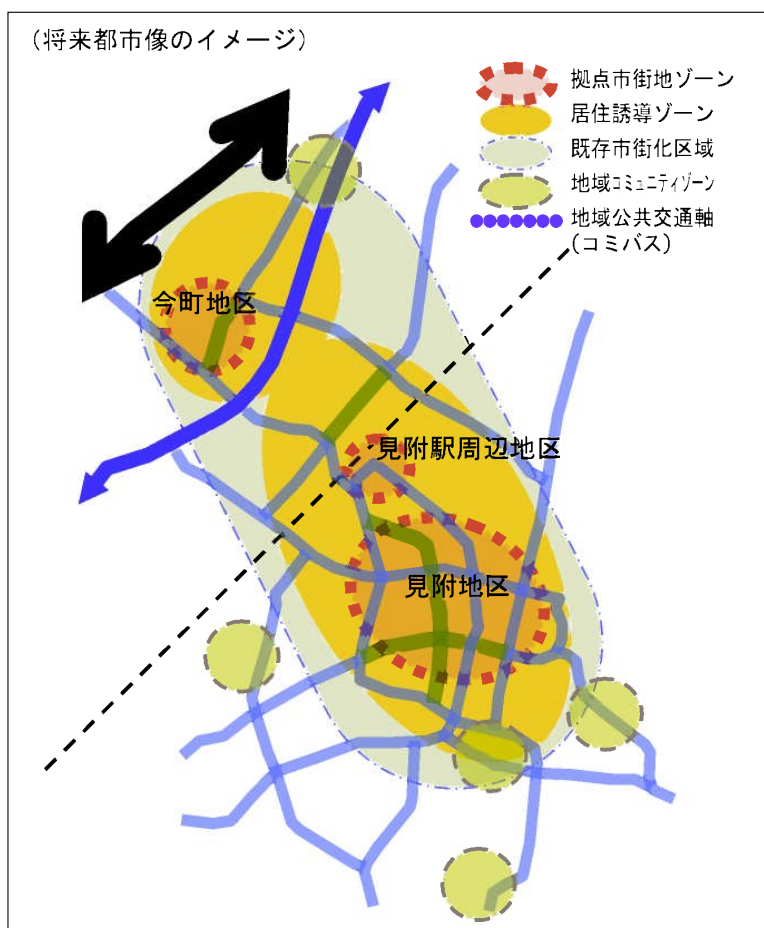 (将来都市像のイメージ)
拠点市街地ゾーン
居住誘導ゾーン
既存市街化区域
地域コミュニティゾーン
地域公共交通軸
(コミバス)
今町地区
見附駅周辺地区
見附地区